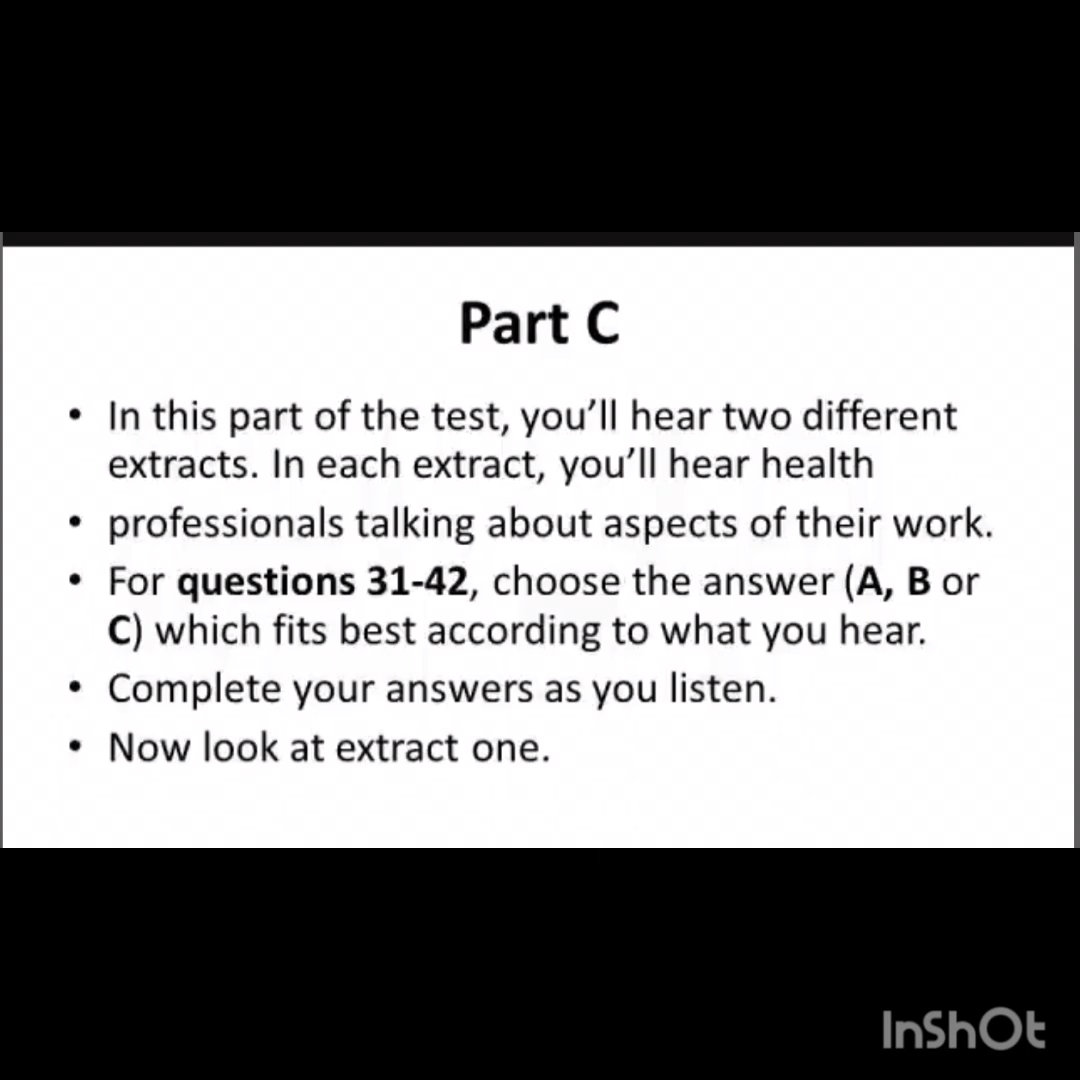 Part C
• In this part of the test, you’ll hear two different
extracts. In each extract, you’ll hear health
• professionals talking about aspects of their work.
• For questions 31-42, choose the answer (A, B or
C) which fits best according to what you hear.
• Complete your answers as you listen.
• Now look at extract one.
InShOt